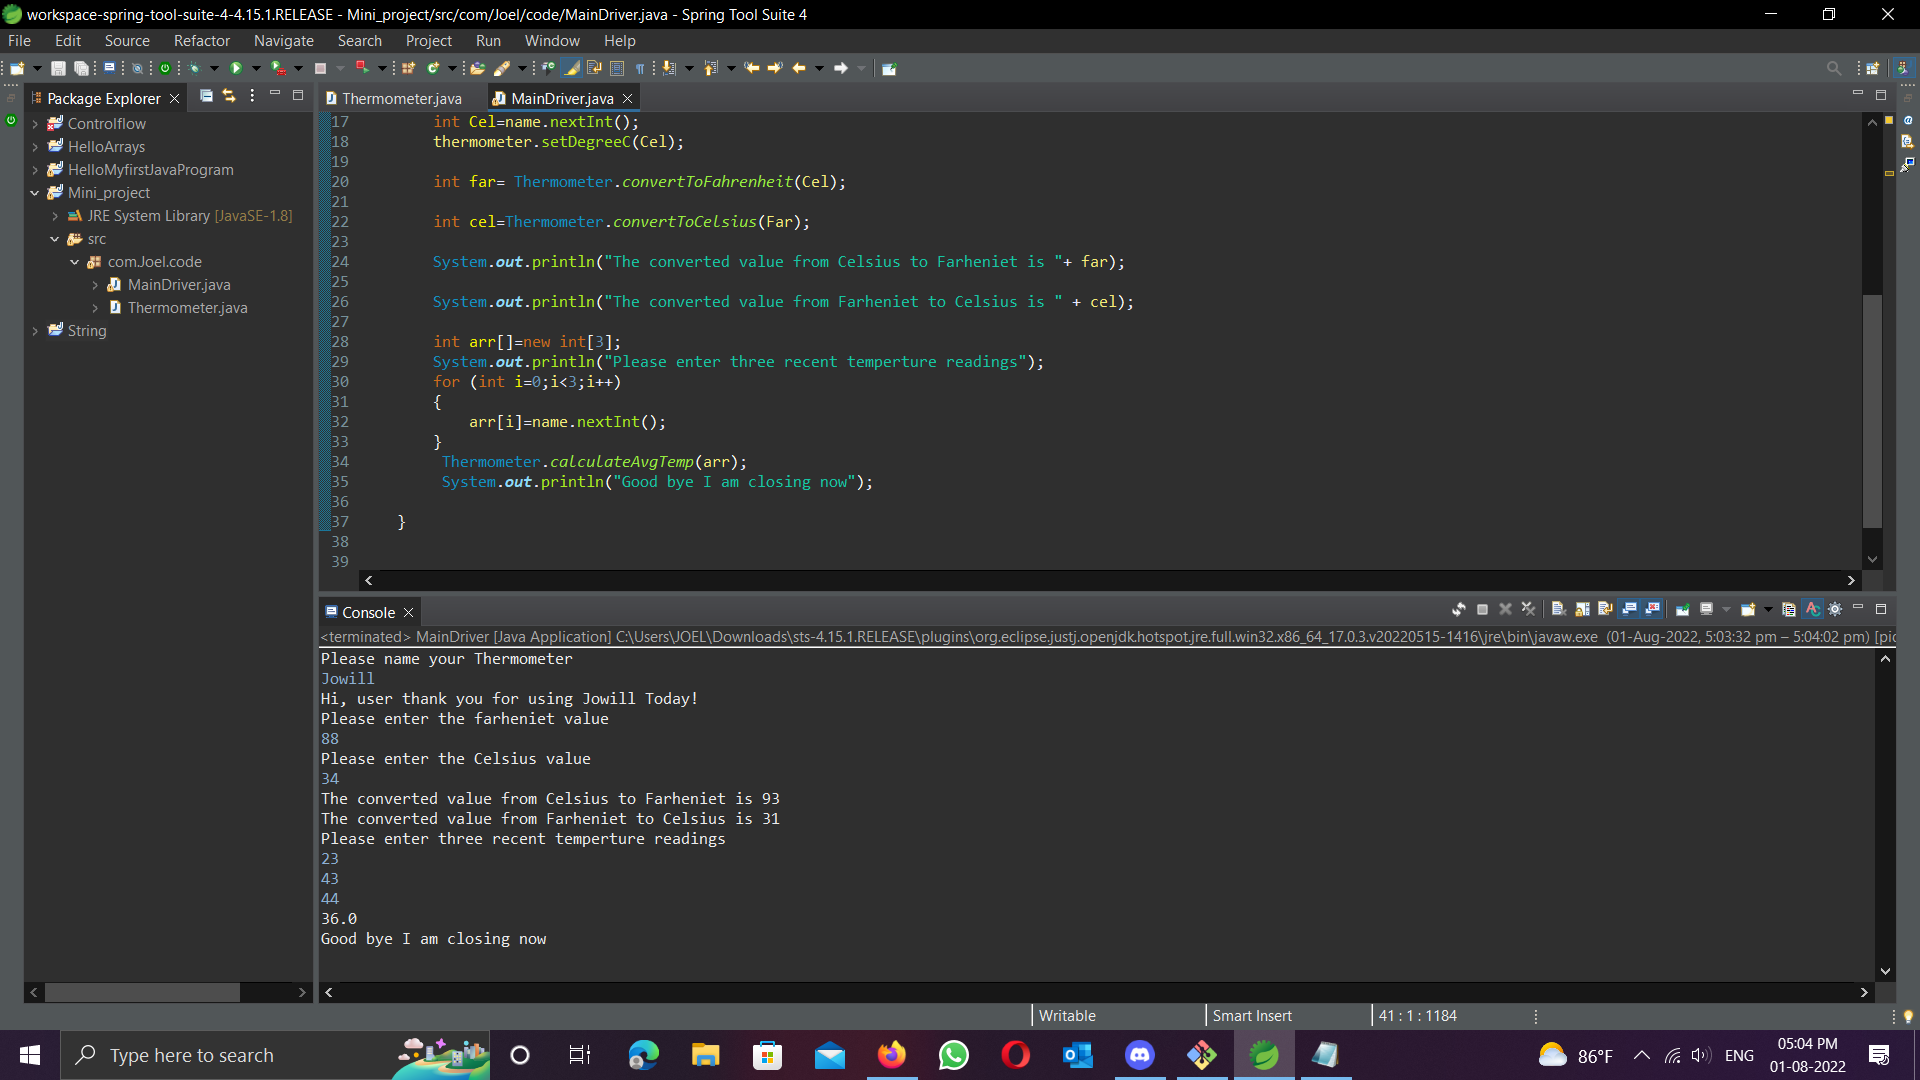 workspace-spring-tool-suite-4-4.15.1.RELEASE - Mini_project/src/com/Joel/code/MainDriver.java - Spring Tool Suite 4
File Edit Source Refactor Navigate Search Project Run Window Help
Package Explorer
Controlflow
HelloArrays
HelloMyfirstJavaProgram
Mini_project
JRE System Library [JavaSE-1.8]
src
com.Joel.code
MainDriver.java
Thermometer.java
String
Thermometer.java MainDriver.java
17 int Cel=name.nextInt();
18 thermometer.setDegreeC(Cel);
19
20 int far= Thermometer.convertToFahrenheit(Cel);
21
22 int cel=Thermometer.convertToCelsius(Far);
23
24 System.out.println("The converted value from Celsius to Farheniet is "+ far);
25
26 System.out.println("The converted value from Farheniet to Celsius is " + cel);
27
28 int arr[]=new int[3];
29 System.out.println("Please enter three recent temperture readings");
30 for (int i=0;i<3;i++)
31 {
32 arr[i]=name.nextInt();
33 }
34 Thermometer.calculateAvgTemp(arr);
35 System.out.println("Good bye I am closing now");
36
37 }
38
39
Console
<terminated> MainDriver [Java Application] C:\Users\JOEL\Downloads\sts-4.15.1.RELEASE\plugins\org.eclipse.justj.openjdk.hotspot.jre.full.win32.x86_64_17.0.3.v20220515-1416\jre\bin\javaw.exe (01-Aug-2022, 5:03:32 pm – 5:04:02 pm) [pid
Please name your Thermometer
Jowill
Hi, user thank you for using Jowill Today!
Please enter the farheniet value
88
Please enter the Celsius value
34
The converted value from Celsius to Farheniet is 93
The converted value from Farheniet to Celsius is 31
Please enter three recent temperture readings
23
43
44
36.0
Good bye I am closing now
Writable Smart Insert 41 : 1 : 1184
Type here to search
86°F ENG
05:04 PM
01-08-2022